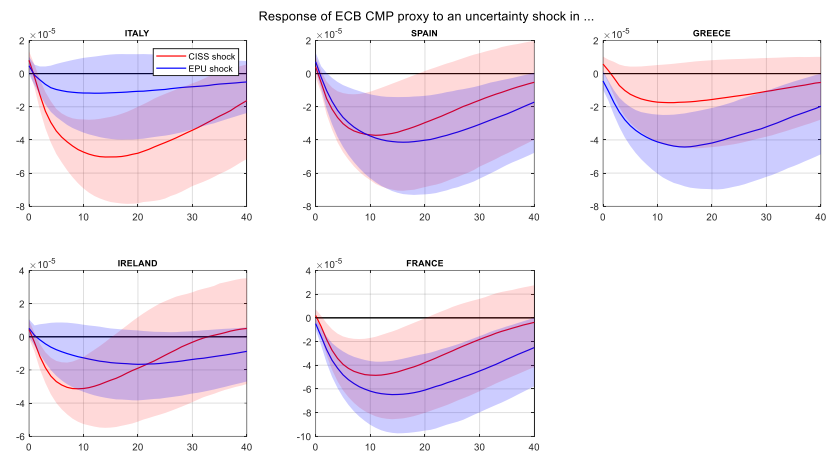 Response of ECB CMP proxy to an uncertainty shock in ...
ITALY
×10⁻⁵
2
0
-2
-4
-6
-8
0 10 20 30 40
CISS shock
EPU shock
SPAIN
×10⁻⁵
2
0
-2
-4
-6
-8
0 10 20 30 40
GREECE
×10⁻⁵
2
0
-2
-4
-6
-8
0 10 20 30 40
IRELAND
×10⁻⁵
4
2
0
-2
-4
-6
0 10 20 30 40
FRANCE
×10⁻⁵
4
2
0
-2
-4
-6
-8
-10
0 10 20 30 40